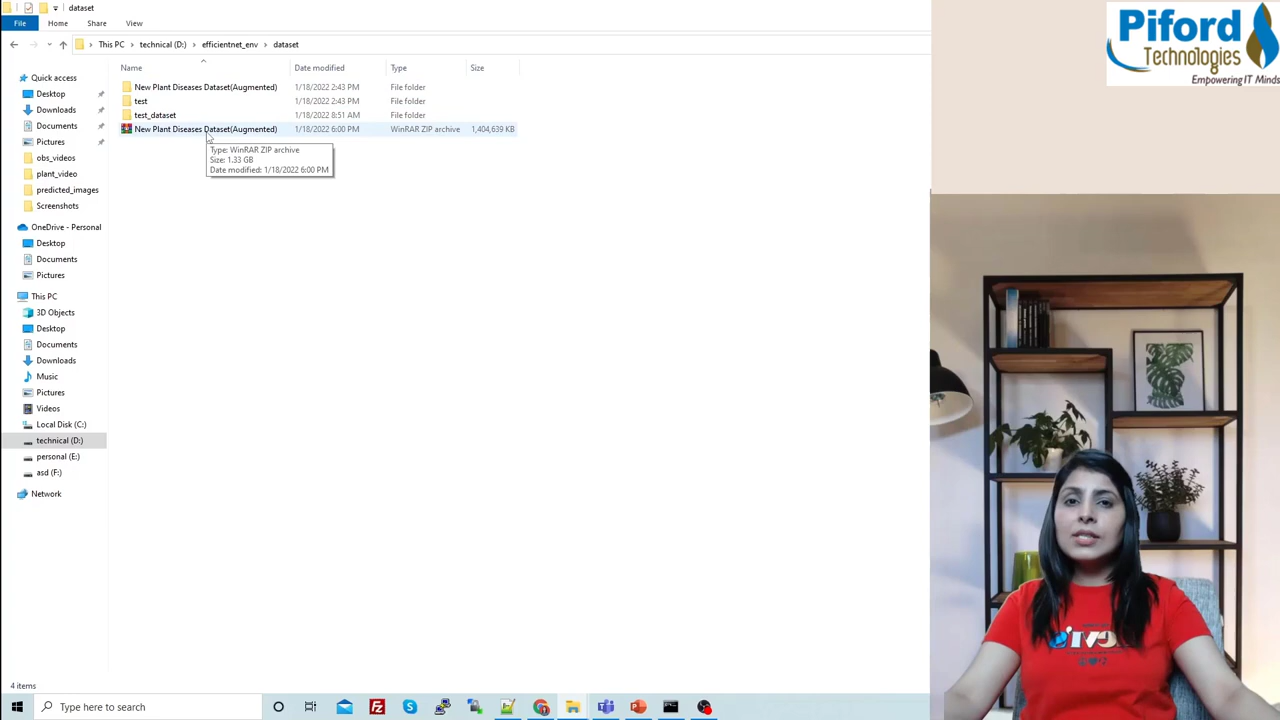 dataset
File Home Share View
This PC > technical (D:) > efficientnet_env > dataset
Name Date modified Type Size
New Plant Diseases Dataset(Augmented) 1/18/2022 2:43 PM File folder
test 1/18/2022 2:43 PM File folder
test_dataset 1/18/2022 8:51 AM File folder
New Plant Diseases Dataset(Augmented) 1/18/2022 6:00 PM WinRAR ZIP archive 1,404,639 KB
Type: WinRAR ZIP archive
Size: 1.33 GB
Date modified: 1/18/2022 6:00 PM
Quick access
Desktop
Downloads
Documents
Pictures
obs_videos
plant_video
predicted_images
Screenshots
OneDrive - Personal
Desktop
Documents
Pictures
This PC
3D Objects
Desktop
Documents
Downloads
Music
Pictures
Videos
Local Disk (C:)
technical (D:)
personal (E:)
asd (F:)
Network
4 items
Type here to search
Piford
Technologies
Empowering IT Minds